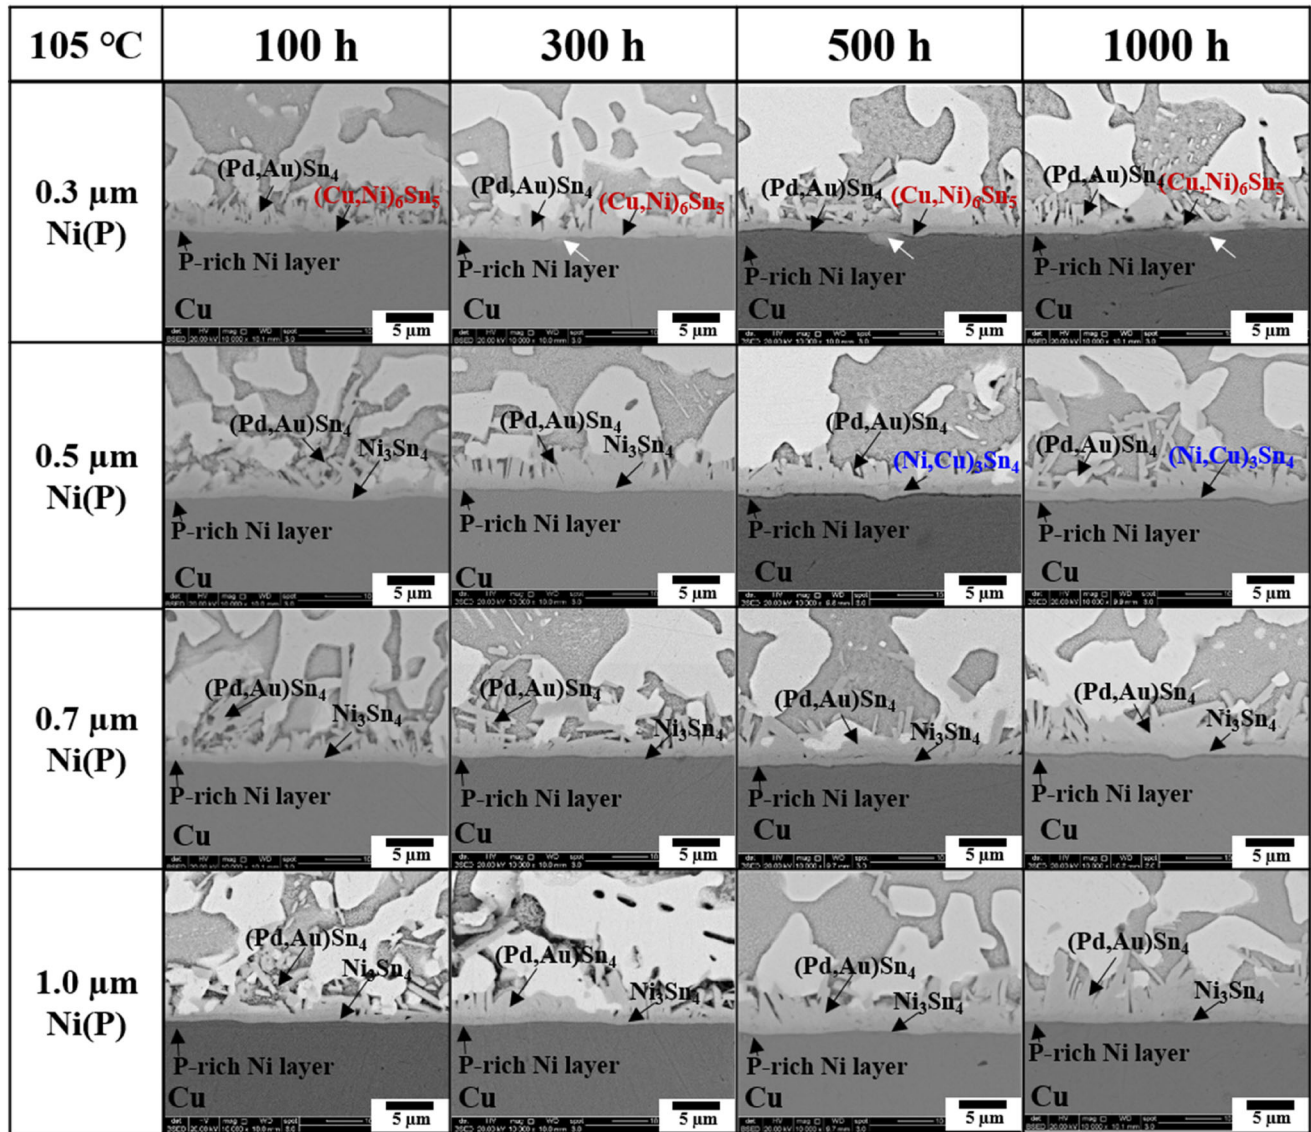 105 °C 100 h 300 h 500 h 1000 h
0.3 µm
Ni(P)
(Pd,Au)Sn4
(Cu,Ni)6Sn5
P-rich Ni layer
Cu
5 µm
(Pd,Au)Sn4
(Cu,Ni)6Sn5
P-rich Ni layer
5 µm
(Pd,Au)Sn4
(Cu,Ni)6Sn5
P-rich Ni layer
Cu
5 µm
(Pd,Au)Sn4
(Cu,Ni)6Sn5
P-rich Ni layer
Cu
5 µm
0.5 µm
Ni(P)
(Pd,Au)Sn4
Ni3Sn4
P-rich Ni layer
Cu
5 µm
(Pd,Au)Sn4
Ni3Sn4
P-rich Ni layer
Cu
5 µm
(Pd,Au)Sn4
(Ni,Cu)3Sn4
P-rich Ni layer
Cu
5 µm
(Pd,Au)Sn4
(Ni,Cu)3Sn4
P-rich Ni layer
Cu
5 µm
0.7 µm
Ni(P)
(Pd,Au)Sn4
Ni3Sn4
P-rich Ni layer
Cu
5 µm
(Pd,Au)Sn4
Ni3Sn4
P-rich Ni layer
Cu
5 µm
(Pd,Au)Sn4
Ni3Sn4
P-rich Ni layer
Cu
5 µm
(Pd,Au)Sn4
Ni3Sn4
P-rich Ni layer
Cu
5 µm
1.0 µm
Ni(P)
(Pd,Au)Sn4
Ni3Sn4
P-rich Ni layer
Cu
5 µm
(Pd,Au)Sn4
Ni3Sn4
P-rich Ni layer
Cu
5 µm
(Pd,Au)Sn4
Ni3Sn4
P-rich Ni layer
Cu
5 µm
(Pd,Au)Sn4
Ni3Sn4
P-rich Ni layer
Cu
5 µm